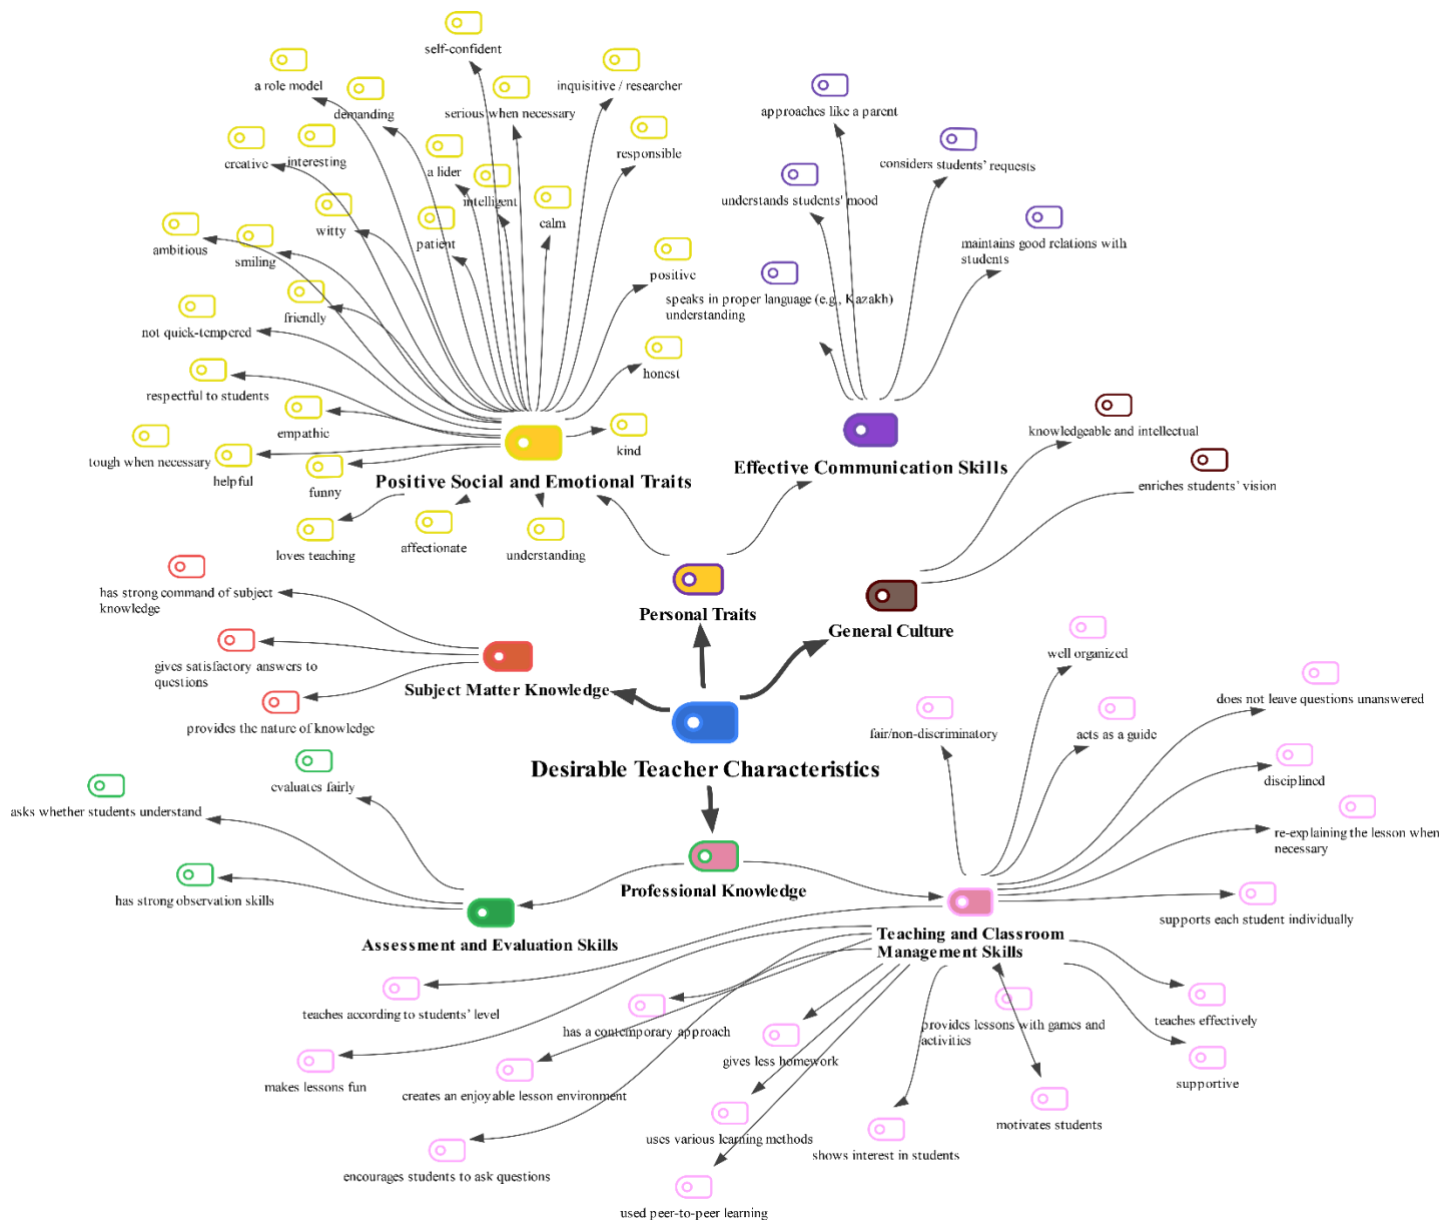 self-confident
a role model
demanding
serious when necessary
inquisitive / researcher
creative
interesting
a lider
intelligent
responsible
calm
ambitious
smiling
witty
patient
positive
not quick-tempered
friendly
honest
respectful to students
empathic
kind
tough when necessary
helpful
funny
Positive Social and Emotional Traits
loves teaching
affectionate
understanding
approaches like a parent
considers students' requests
understands students' mood
maintains good relations with
students
speaks in proper language (e.g., Kazakh)
understanding
Effective Communication Skills
knowledgeable and intellectual
enriches students' vision
Personal Traits
General Culture
has strong command of subject
knowledge
gives satisfactory answers to
questions
provides the nature of knowledge
Subject Matter Knowledge
Desirable Teacher Characteristics
well organized
does not leave questions unanswered
fair/non-discriminatory
acts as a guide
disciplined
re-explaining the lesson when
necessary
supports each student individually
evaluates fairly
asks whether students understand
has strong observation skills
Assessment and Evaluation Skills
Professional Knowledge
Teaching and Classroom
Management Skills
teaches according to students' level
has a contemporary approach
provides lessons with games and
activities
teaches effectively
makes lessons fun
creates an enjoyable lesson environment
gives less homework
supportive
encourages students to ask questions
uses various learning methods
shows interest in students
motivates students
used peer-to-peer learning